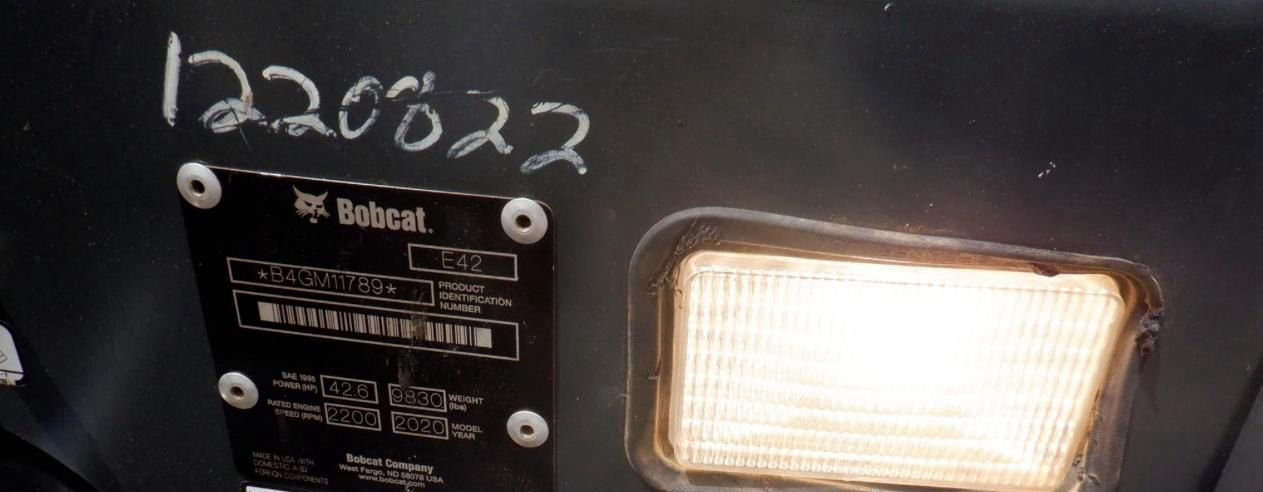 1220822
Bobcat.
E42
*B4GM11789*
PRODUCT
IDENTIFICATION
NUMBER
SAE 1995
POWER (HP)
42.6
9830
WEIGHT
(lbs)
RATED ENGINE
SPEED (RPM)
2200
2020
MODEL
YEAR
MADE IN USA WITH
DOMESTIC AND
FOREIGN COMPONENTS
Bobcat Company
West Fargo, ND 58078 USA
www.bobcat.com